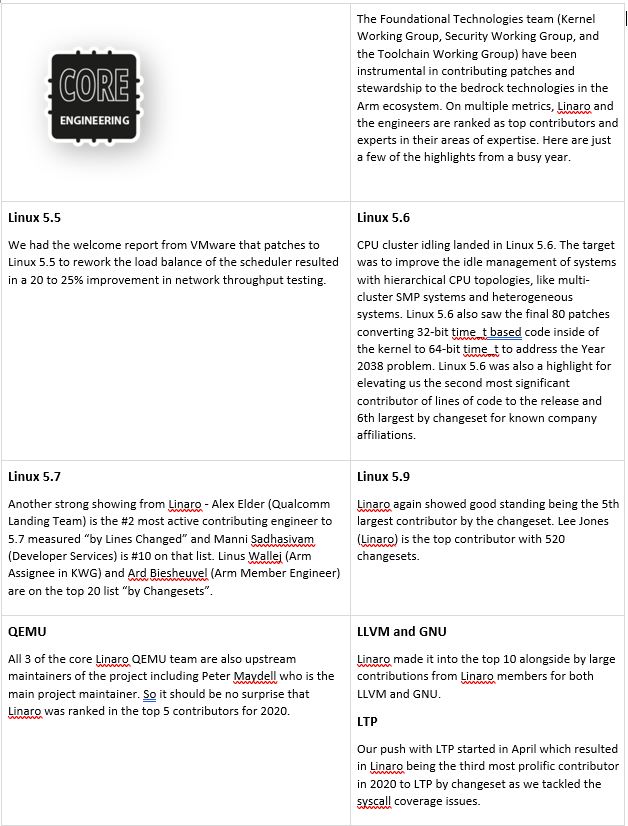 CORE
ENGINEERING
The Foundational Technologies team (Kernel
Working Group, Security Working Group, and
the Toolchain Working Group) have been
instrumental in contributing patches and
stewardship to the bedrock technologies in the
Arm ecosystem. On multiple metrics, Linaro and
the engineers are ranked as top contributors and
experts in their areas of expertise. Here are just
a few of the highlights from a busy year.
Linux 5.5
We had the welcome report from VMware that patches to
Linux 5.5 to rework the load balance of the scheduler resulted
in a 20 to 25% improvement in network throughput testing.
Linux 5.6
CPU cluster idling landed in Linux 5.6. The target
was to improve the idle management of systems
with hierarchical CPU topologies, like multi-
cluster SMP systems and heterogeneous
systems. Linux 5.6 also saw the final 80 patches
converting 32-bit time_t based code inside of
the kernel to 64-bit time_t to address the Year
2038 problem. Linux 5.6 was also a highlight for
elevating us the second most significant
contributor of lines of code to the release and
6th largest by changeset for known company
affiliations.
Linux 5.7
Another strong showing from Linaro - Alex Elder (Qualcomm
Landing Team) is the #2 most active contributing engineer to
5.7 measured “by Lines Changed” and Manni Sadhasivam
(Developer Services) is #10 on that list. Linus Wallej (Arm
Assignee in KWG) and Ard Biesheuvel (Arm Member Engineer)
are on the top 20 list “by Changesets”.
Linux 5.9
Linaro again showed good standing being the 5th
largest contributor by the changeset. Lee Jones
(Linaro) is the top contributor with 520
changesets.
QEMU
All 3 of the core Linaro QEMU team are also upstream
maintainers of the project including Peter Maydell who is the
main project maintainer. So it should be no surprise that
Linaro was ranked in the top 5 contributors for 2020.
LLVM and GNU
Linaro made it into the top 10 alongside by large
contributions from Linaro members for both
LLVM and GNU.
LTP
Our push with LTP started in April which resulted
in Linaro being the third most prolific contributor
in 2020 to LTP by changeset as we tackled the
syscall coverage issues.